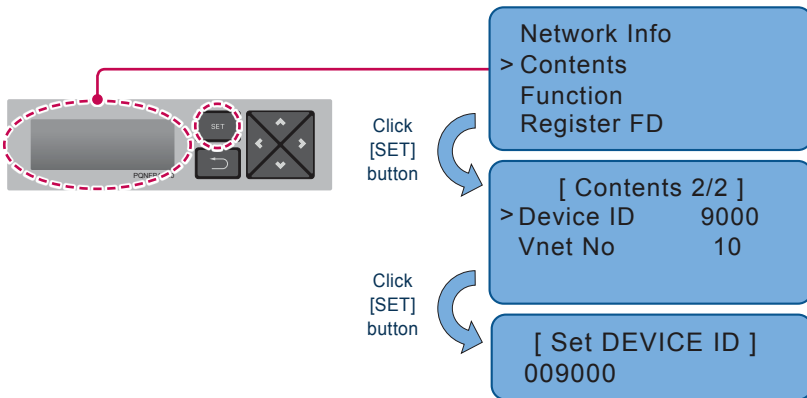 Network Info
> Contents
Function
Register FD
SET
Click
[SET]
button
[ Contents 2/2 ]
> Device ID 9000
Vnet No 10
Click
[SET]
button
[ Set DEVICE ID ]
009000